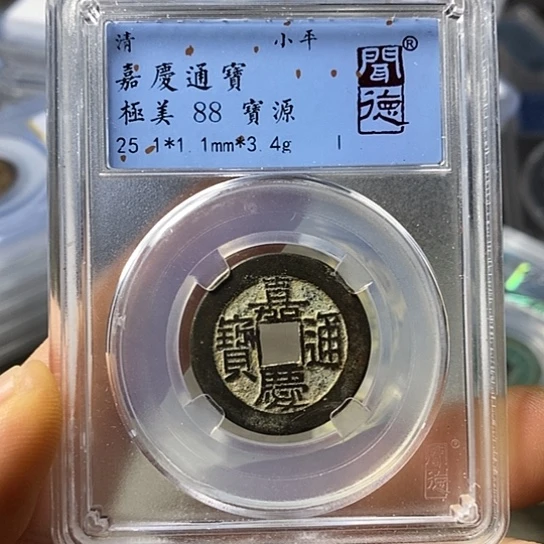 清 小平
嘉慶通寶
極美 88 寶源
25.1*1.1mm*3.4g
聞德®
嘉慶通寶